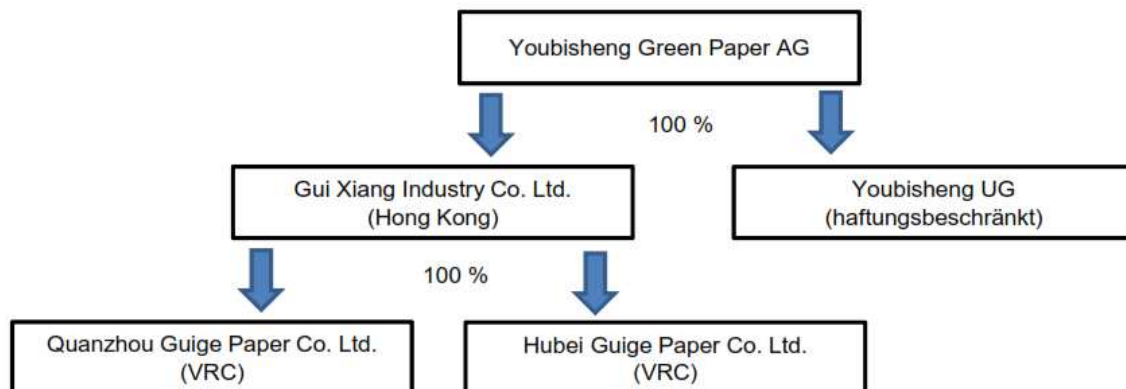 Youbisheng Green Paper AG
100 %
Gui Xiang Industry Co. Ltd.
(Hong Kong)
Youbisheng UG
(haftungsbeschränkt)
100 %
Quanzhou Guige Paper Co. Ltd.
(VRC)
Hubei Guige Paper Co. Ltd.
(VRC)